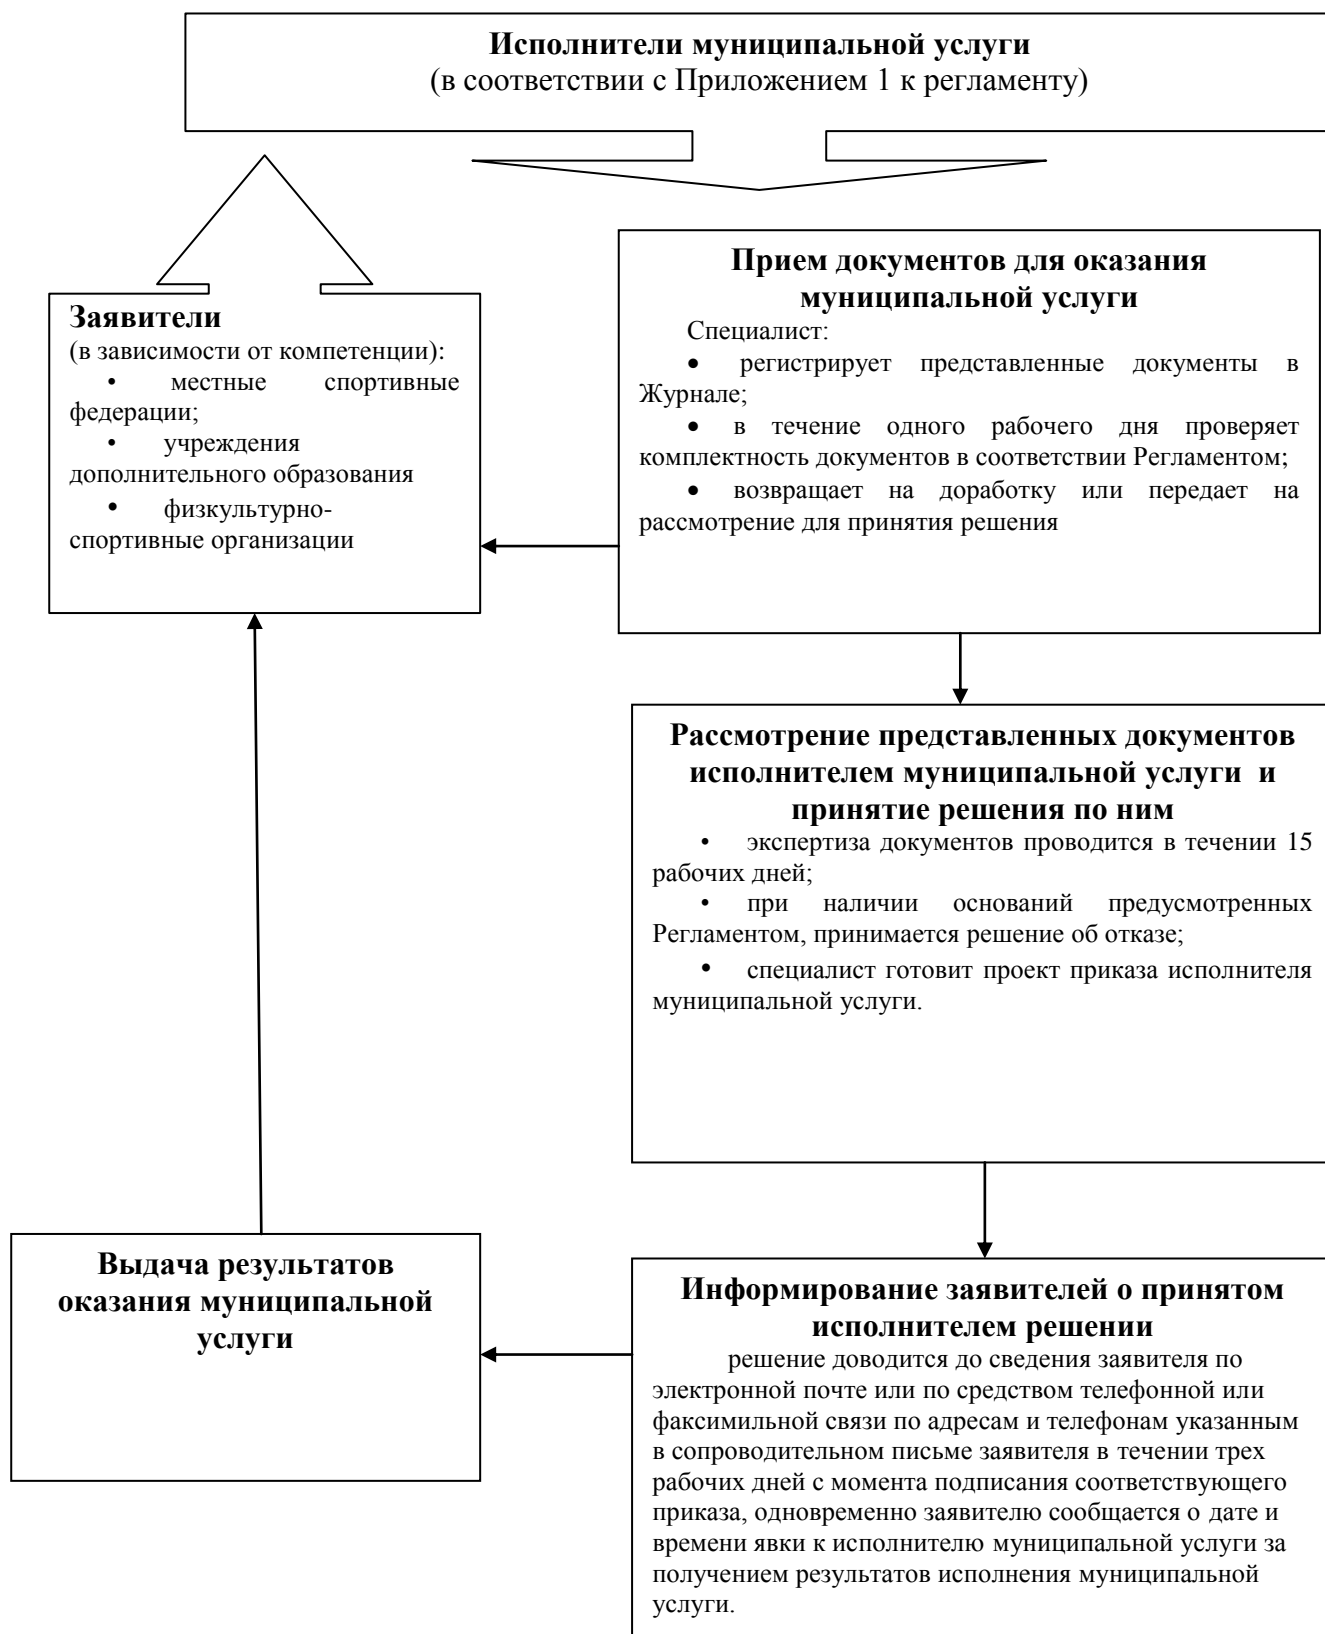 Исполнители муниципальной услуги
(в соответствии с Приложением 1 к регламенту)
Заявители
(в зависимости от компетенции):
• местные спортивные
федерации;
• учреждения
дополнительного образования
• физкультурно-
спортивные организации
Прием документов для оказания
муниципальной услуги
Специалист:
• регистрирует представленные документы в
Журнале;
• в течение одного рабочего дня проверяет
комплектность документов в соответствии Регламентом;
• возвращает на доработку или передает на
рассмотрение для принятия решения
Рассмотрение представленных документов
исполнителем муниципальной услуги и
принятие решения по ним
• экспертиза документов проводится в течении 15
рабочих дней;
• при наличии оснований предусмотренных
Регламентом, принимается решение об отказе;
• специалист готовит проект приказа исполнителя
муниципальной услуги.
Выдача результатов
оказания муниципальной
услуги
Информирование заявителей о принятом
исполнителем решении
решение доводится до сведения заявителя по
электронной почте или по средством телефонной или
факсимильной связи по адресам и телефонам указанным
в сопроводительном письме заявителя в течении трех
рабочих дней с момента подписания соответствующего
приказа, одновременно заявителю сообщается о дате и
времени явки к исполнителю муниципальной услуги за
получением результатов исполнения муниципальной
услуги.